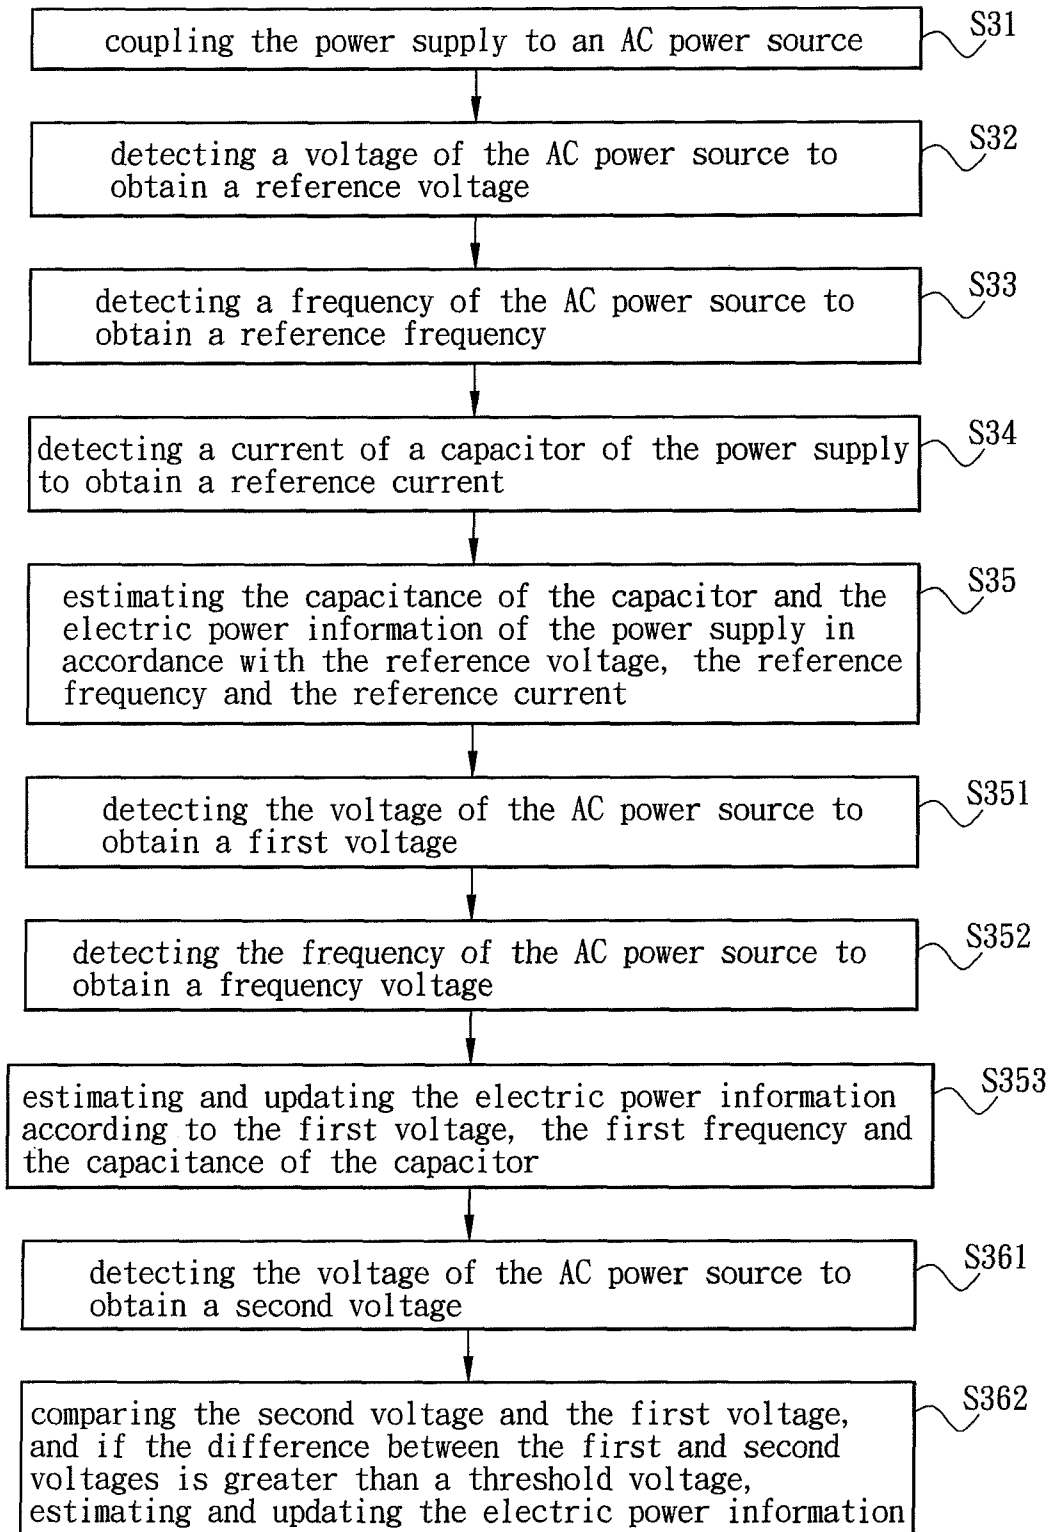 coupling the power supply to an AC power source
S31
detecting a voltage of the AC power source to
obtain a reference voltage
S32
detecting a frequency of the AC power source to
obtain a reference frequency
S33
detecting a current of a capacitor of the power supply
to obtain a reference current
S34
estimating the capacitance of the capacitor and the
electric power information of the power supply in
accordance with the reference voltage, the reference
frequency and the reference current
S35
detecting the voltage of the AC power source to
obtain a first voltage
S351
detecting the frequency of the AC power source to
obtain a frequency voltage
S352
estimating and updating the electric power information
according to the first voltage, the first frequency and
the capacitance of the capacitor
S353
detecting the voltage of the AC power source to
obtain a second voltage
S361
comparing the second voltage and the first voltage,
and if the difference between the first and second
voltages is greater than a threshold voltage,
estimating and updating the electric power information
S362